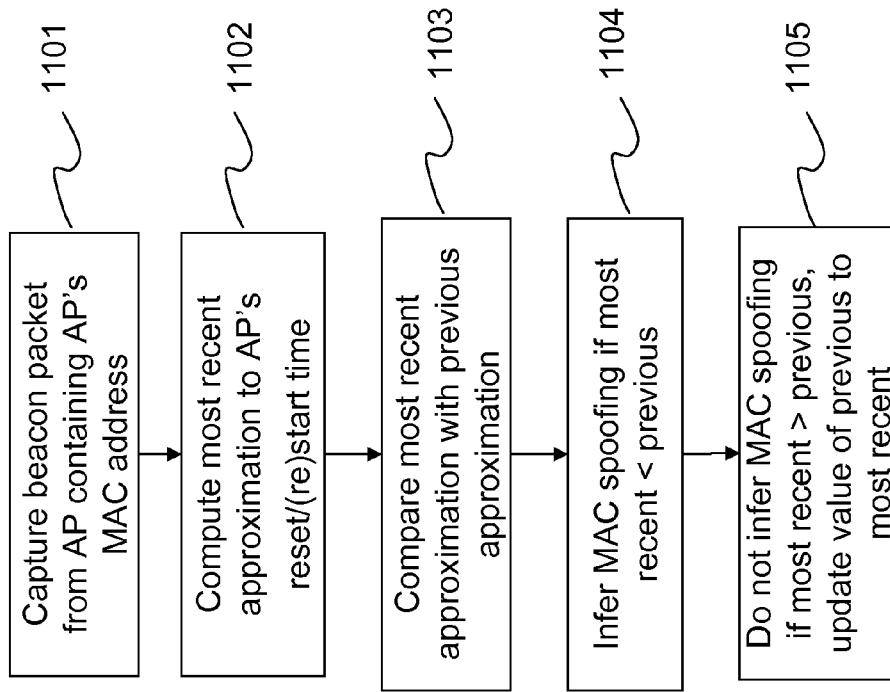 Capture beacon packet
from AP containing AP's
MAC address
1101
Compute most recent
approximation to AP's
reset/(re)start time
1102
Compare most recent
approximation with previous
approximation
1103
Infer MAC spoofing if most
recent < previous
1104
Do not infer MAC spoofing
if most recent > previous,
update value of previous to
most recent
1105